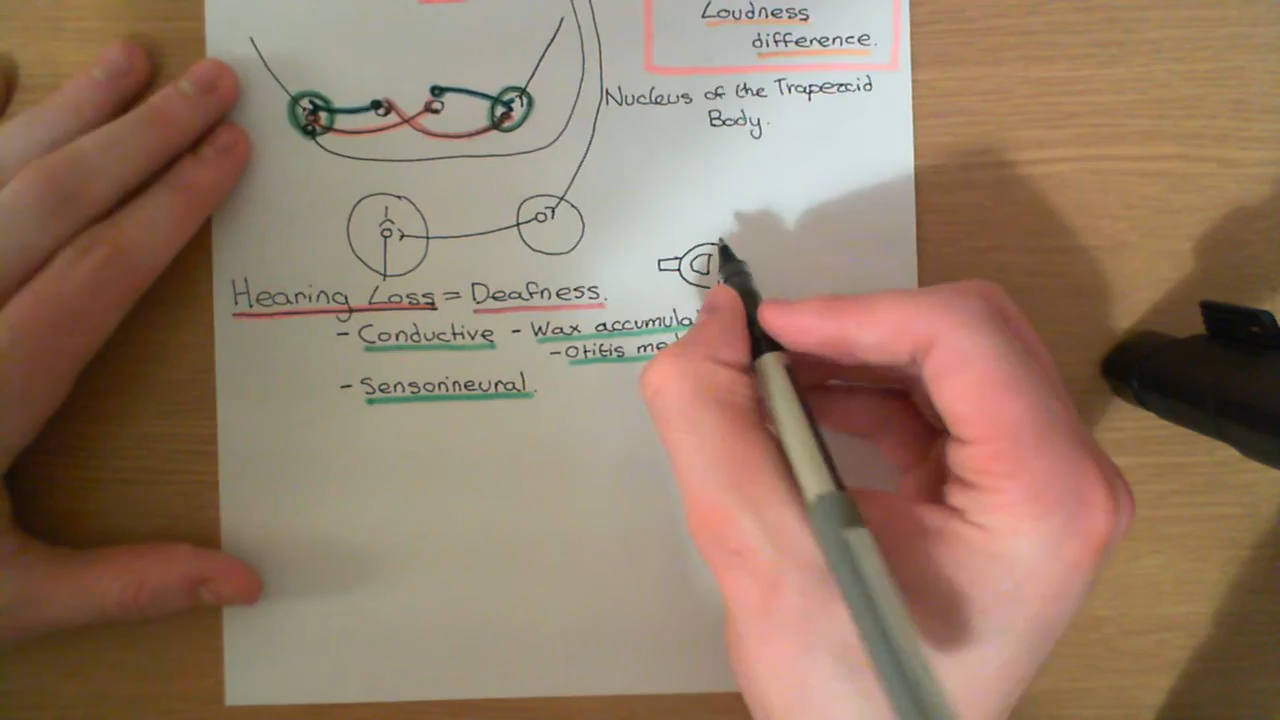 Loudness
difference.
Nucleus of the Trapezoid
Body.
Hearing Loss = Deafness.
- Conductive - Wax
- Otitis
- Sensorineural.